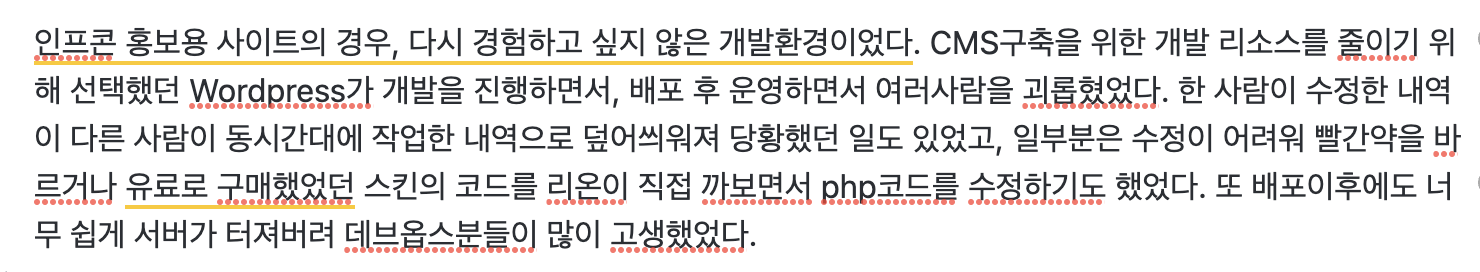 인프콘 홍보용 사이트의 경우, 다시 경험하고 싶지 않은 개발환경이었다. CMS구축을 위한 개발 리소스를 줄이기 위
해 선택했던 Wordpress가 개발을 진행하면서, 배포 후 운영하면서 여러사람을 괴롭혔었다. 한 사람이 수정한 내역
이 다른 사람이 동시간대에 작업한 내역으로 덮어씌워져 당황했던 일도 있었고, 일부분은 수정이 어려워 빨간약을 바
르거나 유료로 구매했었던 스킨의 코드를 리온이 직접 까보면서 php코드를 수정하기도 했었다. 또 배포이후에도 너
무 쉽게 서버가 터져버려 데브옵스분들이 많이 고생했었다.